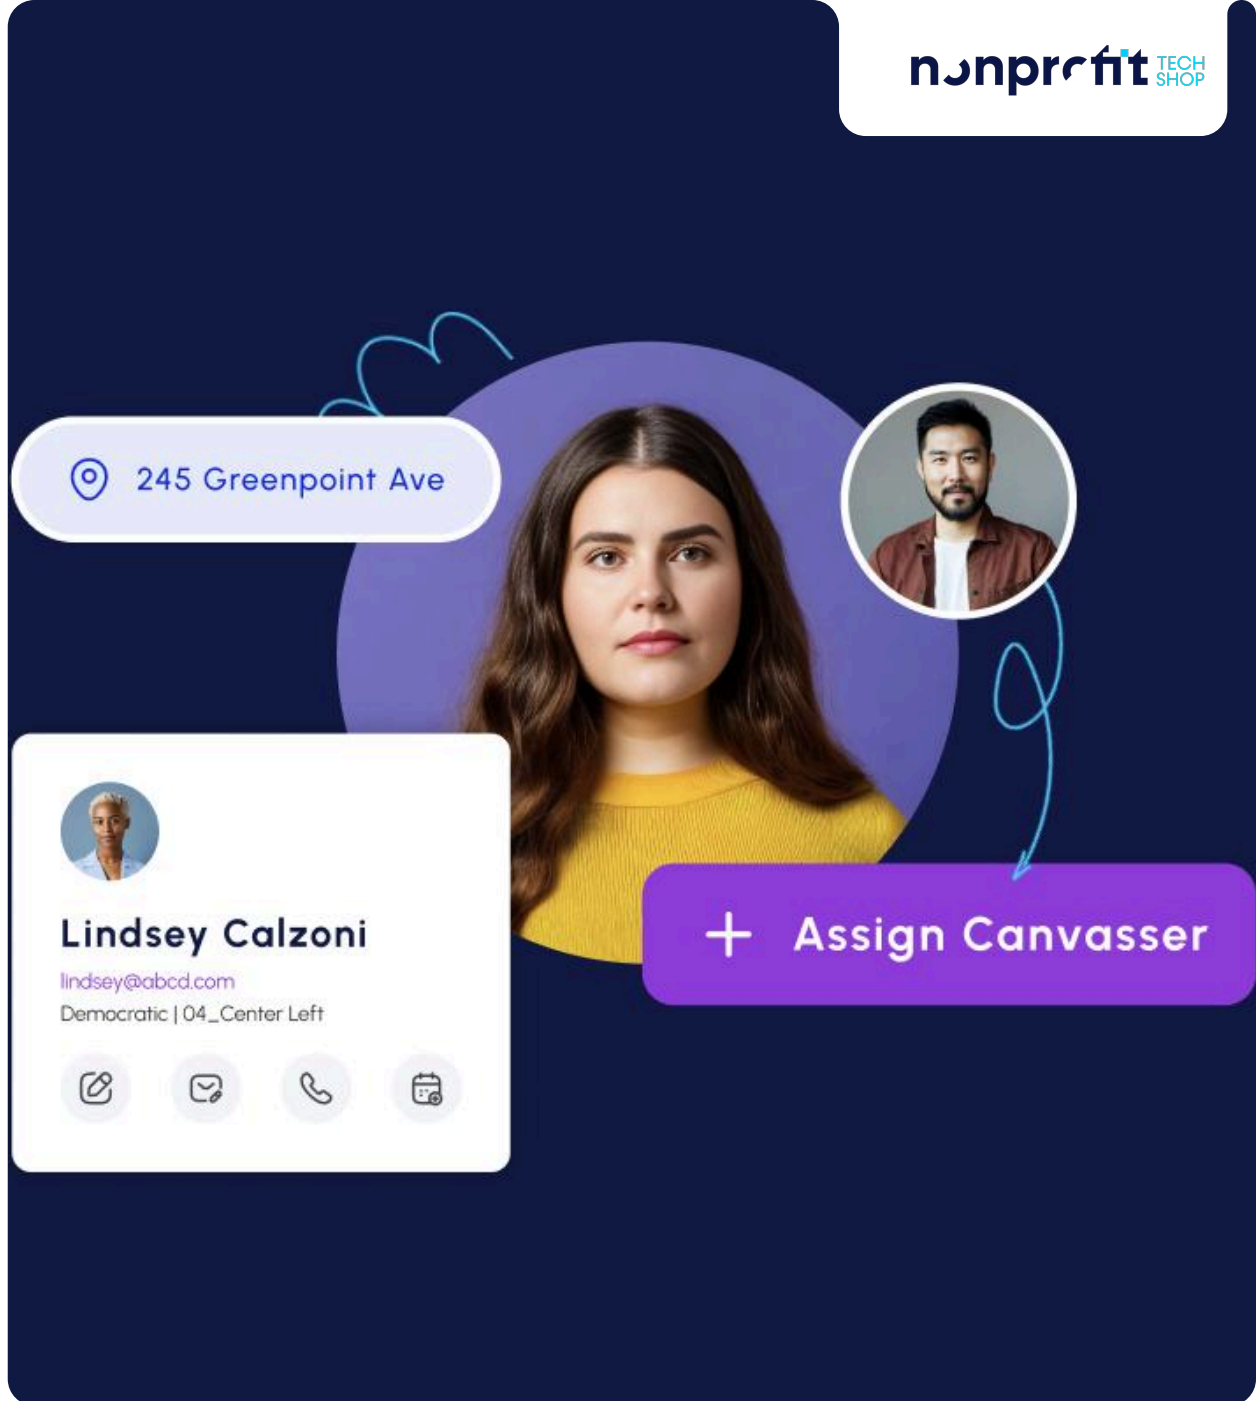 nonprofit TECH
SHOP
245 Greenpoint Ave
Lindsey Calzoni
lindsey@abcd.com
Democratic | 04_Center Left
+ Assign Canvasser